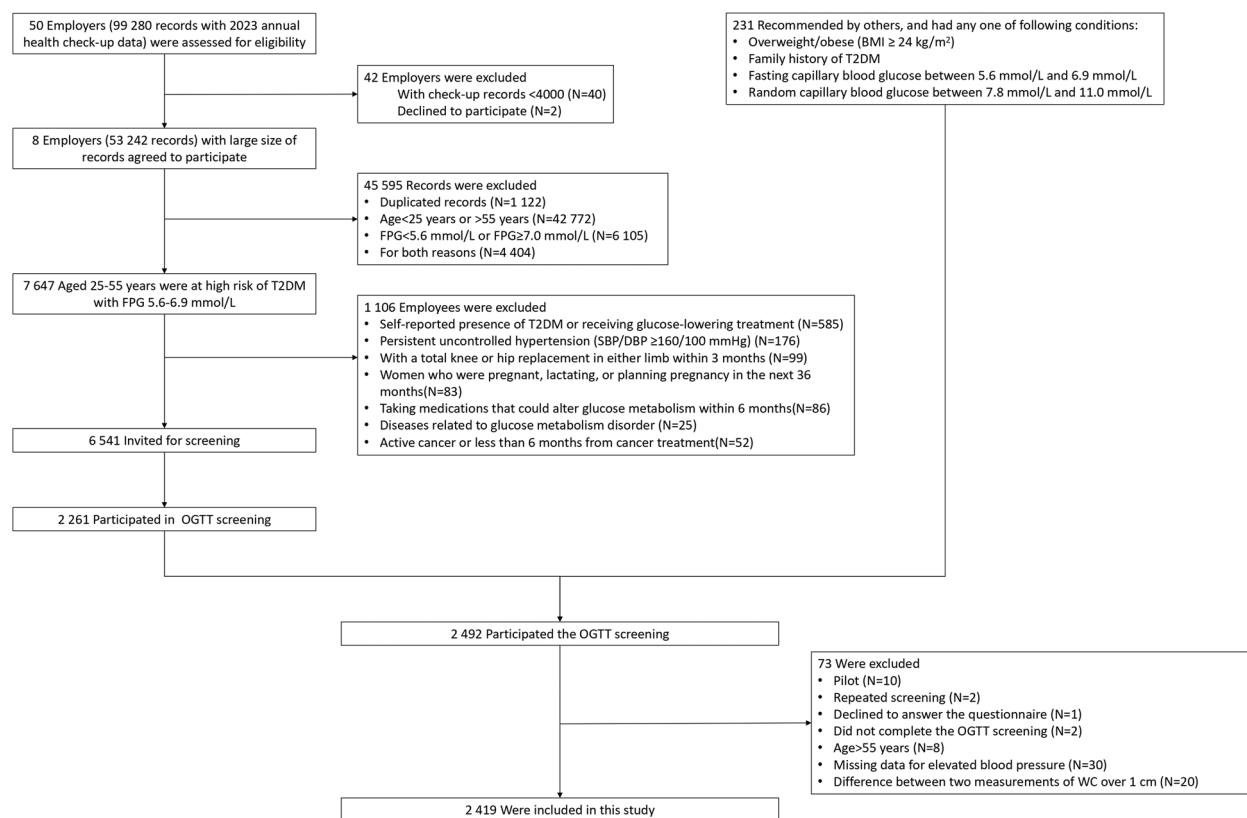 50 Employers (99 280 records with 2023 annual
health check-up data) were assessed for eligibility
231 Recommended by others, and had any one of following conditions:
• Overweight/obese (BMI ≥ 24 kg/m²)
• Family history of T2DM
• Fasting capillary blood glucose between 5.6 mmol/L and 6.9 mmol/L
• Random capillary blood glucose between 7.8 mmol/L and 11.0 mmol/L
42 Employers were excluded
With check-up records <4000 (N=40)
Declined to participate (N=2)
8 Employers (53 242 records) with large size of
records agreed to participate
45 595 Records were excluded
• Duplicated records (N=1 122)
• Age<25 years or >55 years (N=42 772)
• FPG<5.6 mmol/L or FPG≥7.0 mmol/L (N=6 105)
• For both reasons (N=4 404)
7 647 Aged 25-55 years were at high risk of T2DM
with FPG 5.6-6.9 mmol/L
1 106 Employees were excluded
• Self-reported presence of T2DM or receiving glucose-lowering treatment (N=585)
• Persistent uncontrolled hypertension (SBP/DBP ≥160/100 mmHg) (N=176)
• With a total knee or hip replacement in either limb within 3 months (N=99)
• Women who were pregnant, lactating, or planning pregnancy in the next 36
months(N=83)
• Taking medications that could alter glucose metabolism within 6 months(N=86)
• Diseases related to glucose metabolism disorder (N=25)
• Active cancer or less than 6 months from cancer treatment(N=52)
6 541 Invited for screening
2 261 Participated in OGTT screening
2 492 Participated the OGTT screening
73 Were excluded
• Pilot (N=10)
• Repeated screening (N=2)
• Declined to answer the questionnaire (N=1)
• Did not complete the OGTT screening (N=2)
• Age>55 years (N=8)
• Missing data for elevated blood pressure (N=30)
• Difference between two measurements of WC over 1 cm (N=20)
2 419 Were included in this study